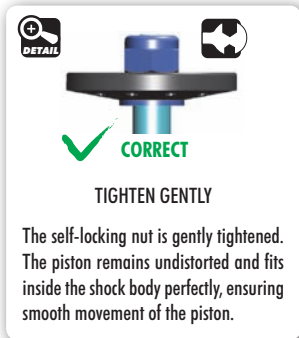 DETAIL
CORRECT
TIGHTEN GENTLY
The self-locking nut is gently tightened.
The piston remains undistorted and fits
inside the shock body perfectly, ensuring
smooth movement of the piston.